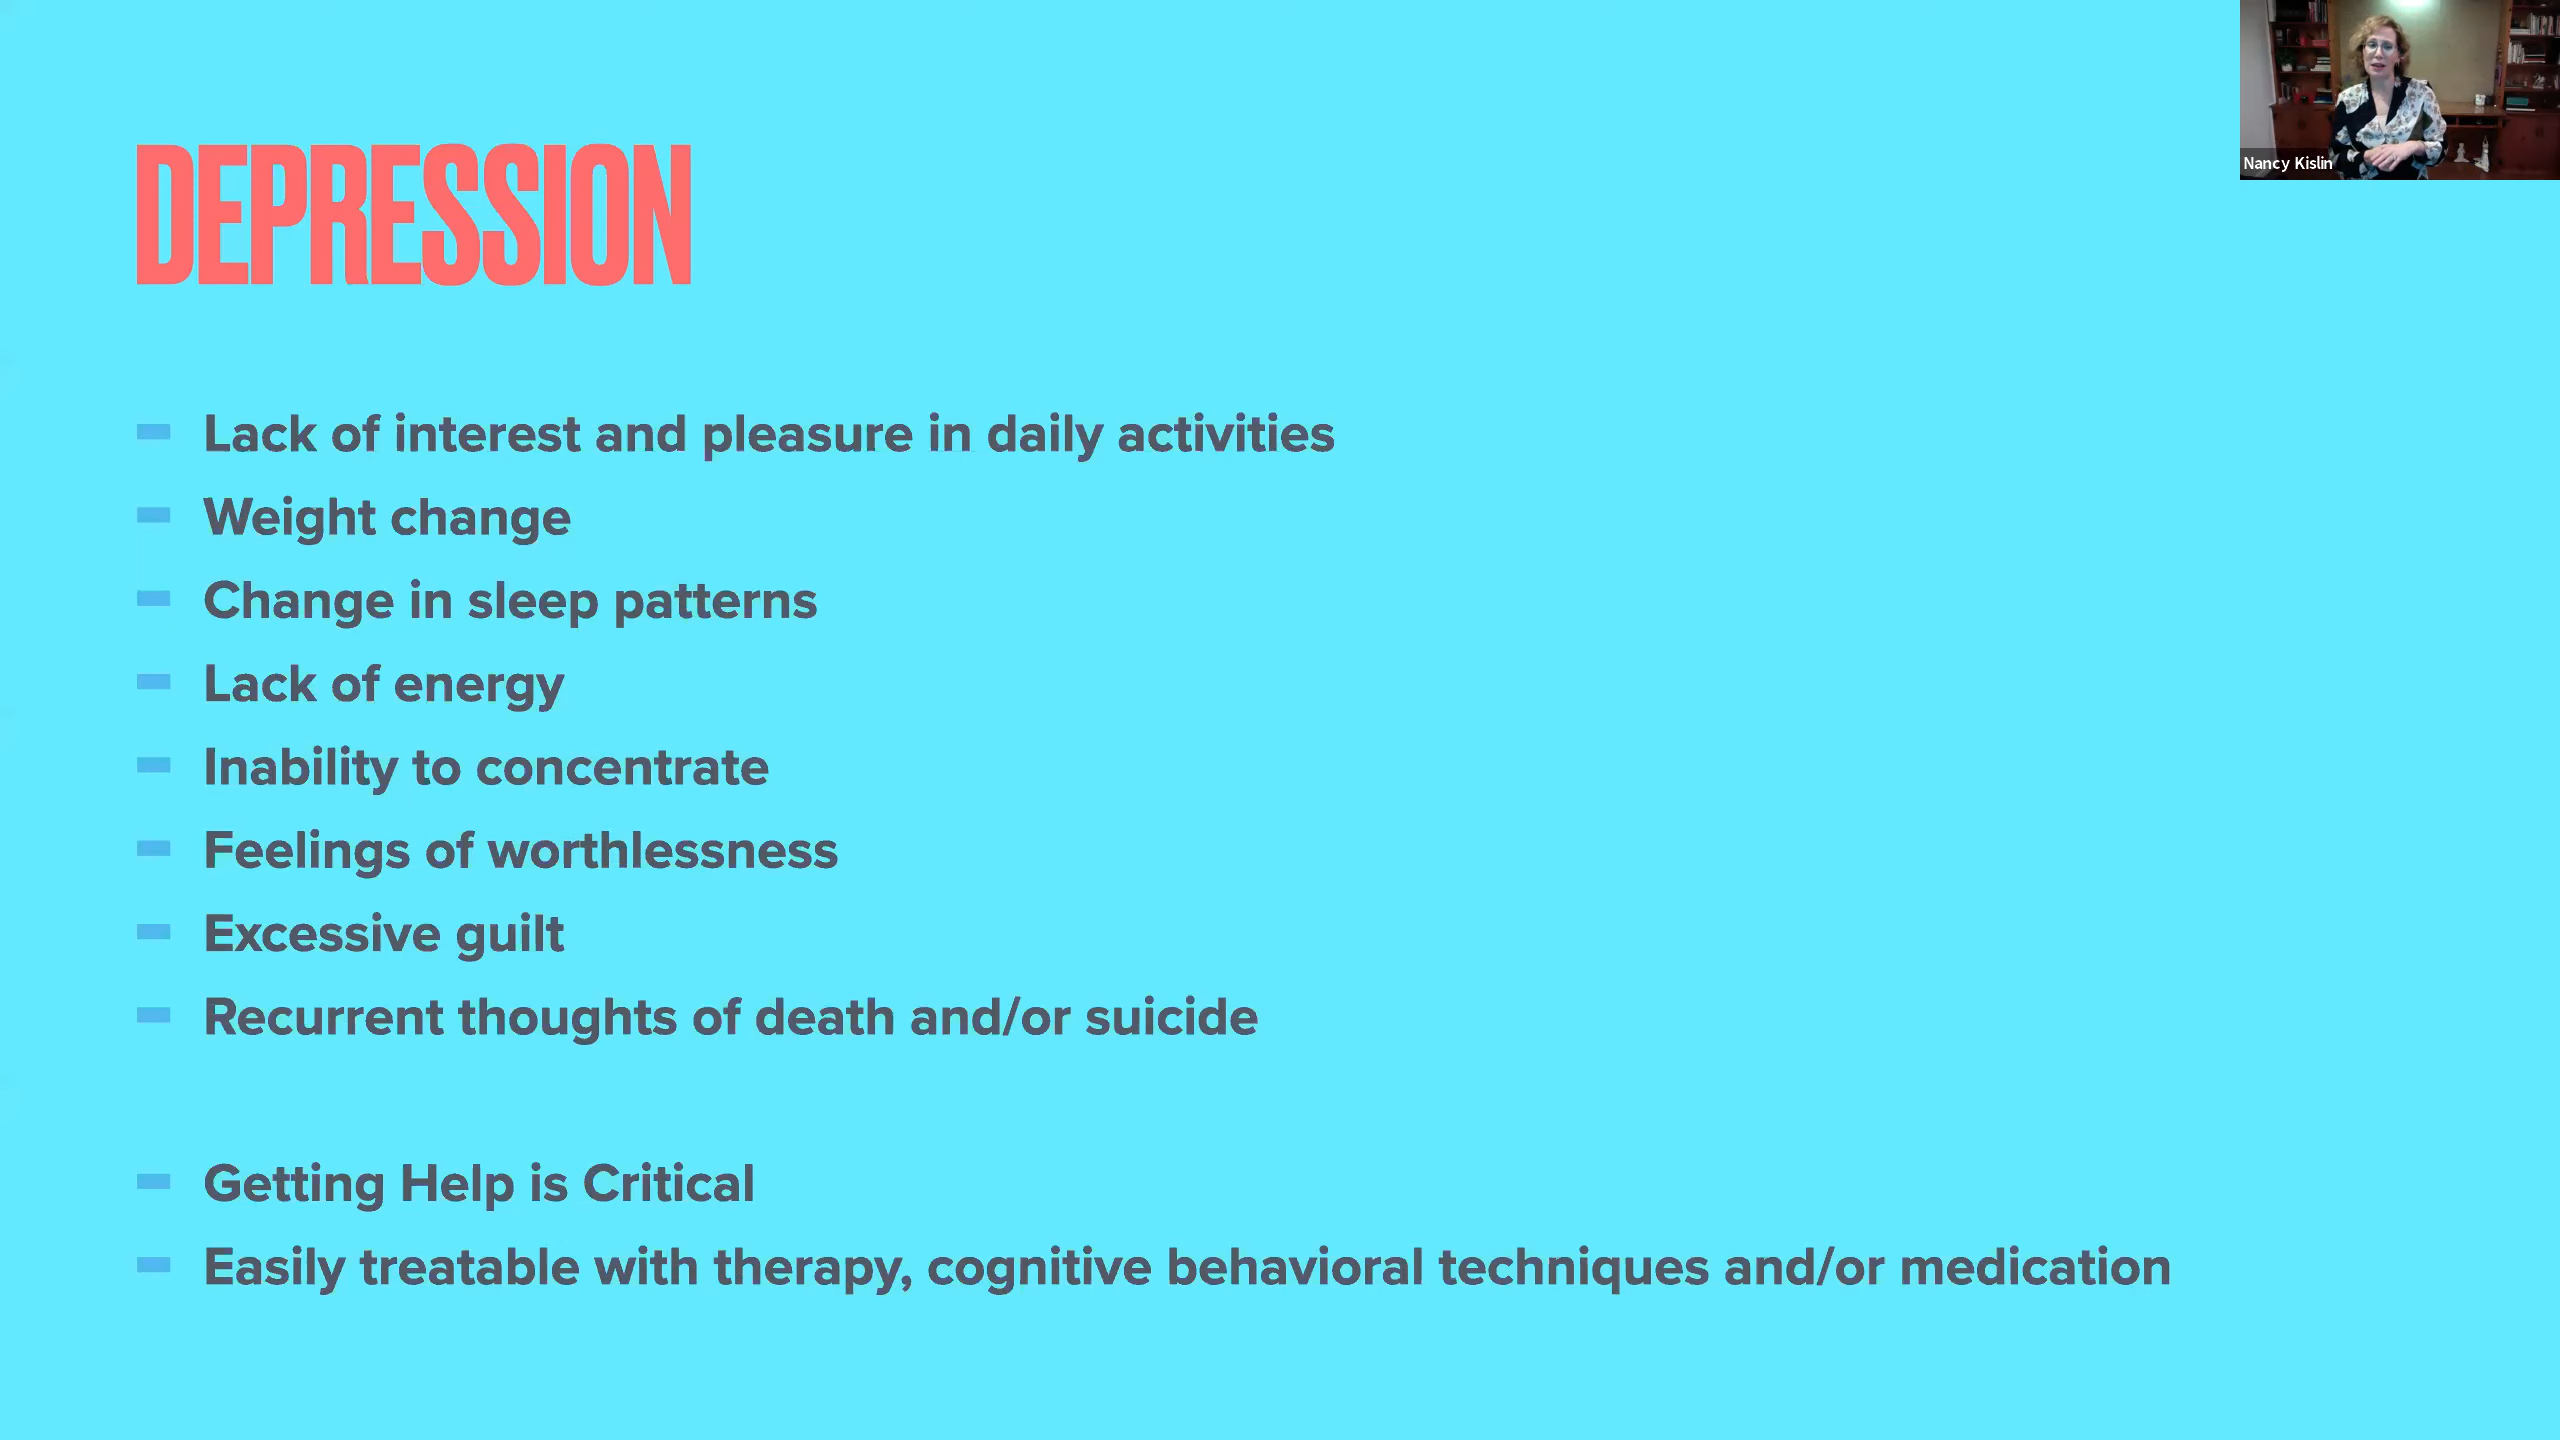 Nancy Kislin
DEPRESSION
Lack of interest and pleasure in daily activities
Weight change
Change in sleep patterns
Lack of energy
Inability to concentrate
Feelings of worthlessness
Excessive guilt
Recurrent thoughts of death and/or suicide
Getting Help is Critical
Easily treatable with therapy, cognitive behavioral techniques and/or medication